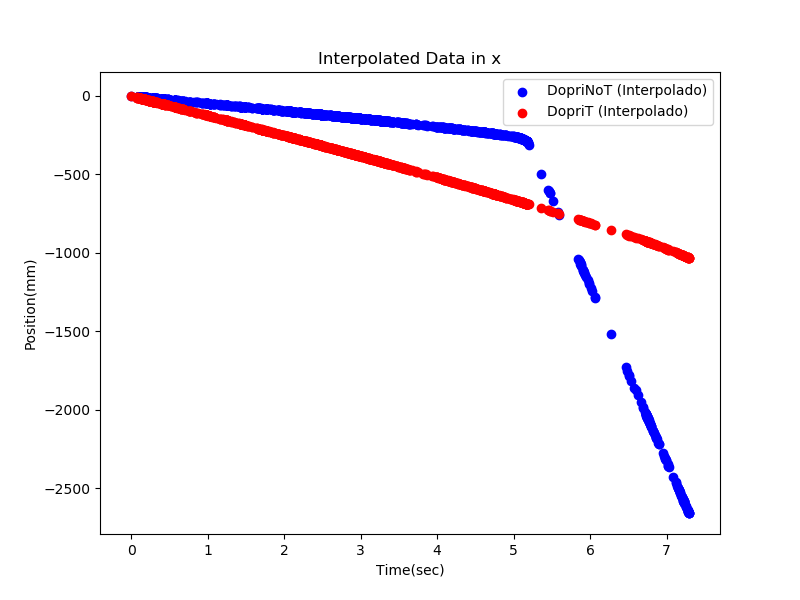 Interpolated Data in x
DopriNoT (Interpolado)
DopriT (Interpolado)
Position(mm)
0
−500
−1000
−1500
−2000
−2500
0 1 2 3 4 5 6 7
Time(sec)